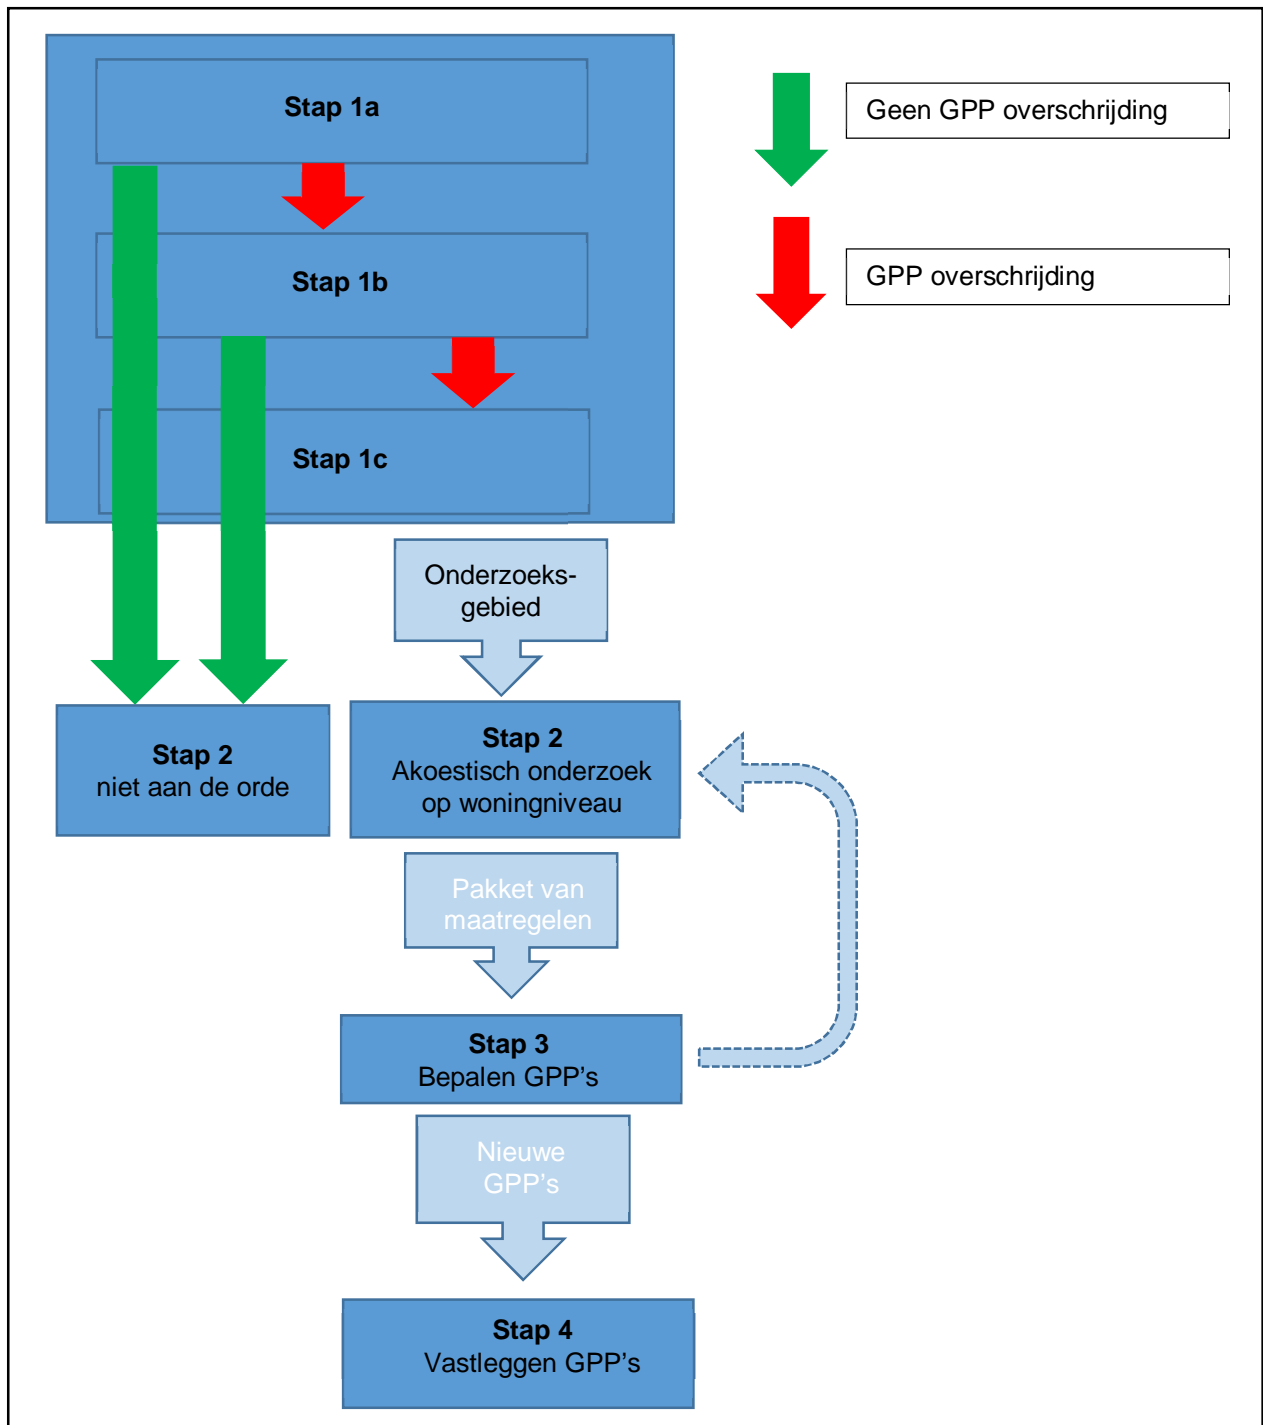 Stap 1a
Geen GPP overschrijding
Stap 1b
GPP overschrijding
Stap 1c
Onderzoeks-
gebied
Stap 2
niet aan de orde
Stap 2
Akoestisch onderzoek
op woningniveau
Pakket van
maatregelen
Stap 3
Bepalen GPP's
Nieuwe
GPP's
Stap 4
Vastleggen GPP's